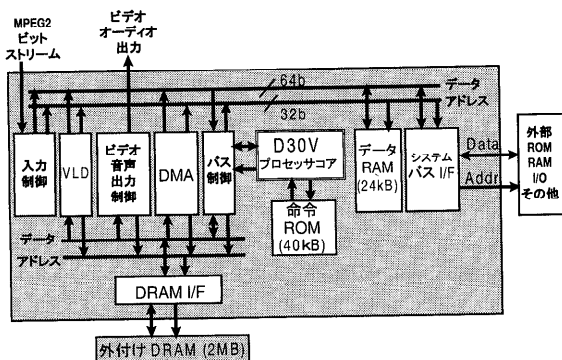 MPEG2
ビット
ストリーム
ビデオ
オーディオ
出力
64b
データ
32b
アドレス
入力
制御
VLD
ビデオ
音声
出力
制御
DMA
バス
制御
D30V
プロセッサコア
命令
ROM
(40kB)
データ
RAM
(24kB)
システム
バス I/F
Data
Addr
外部
ROM
RAM
I/O
その他
データ
アドレス
DRAM I/F
外付け DRAM (2MB)